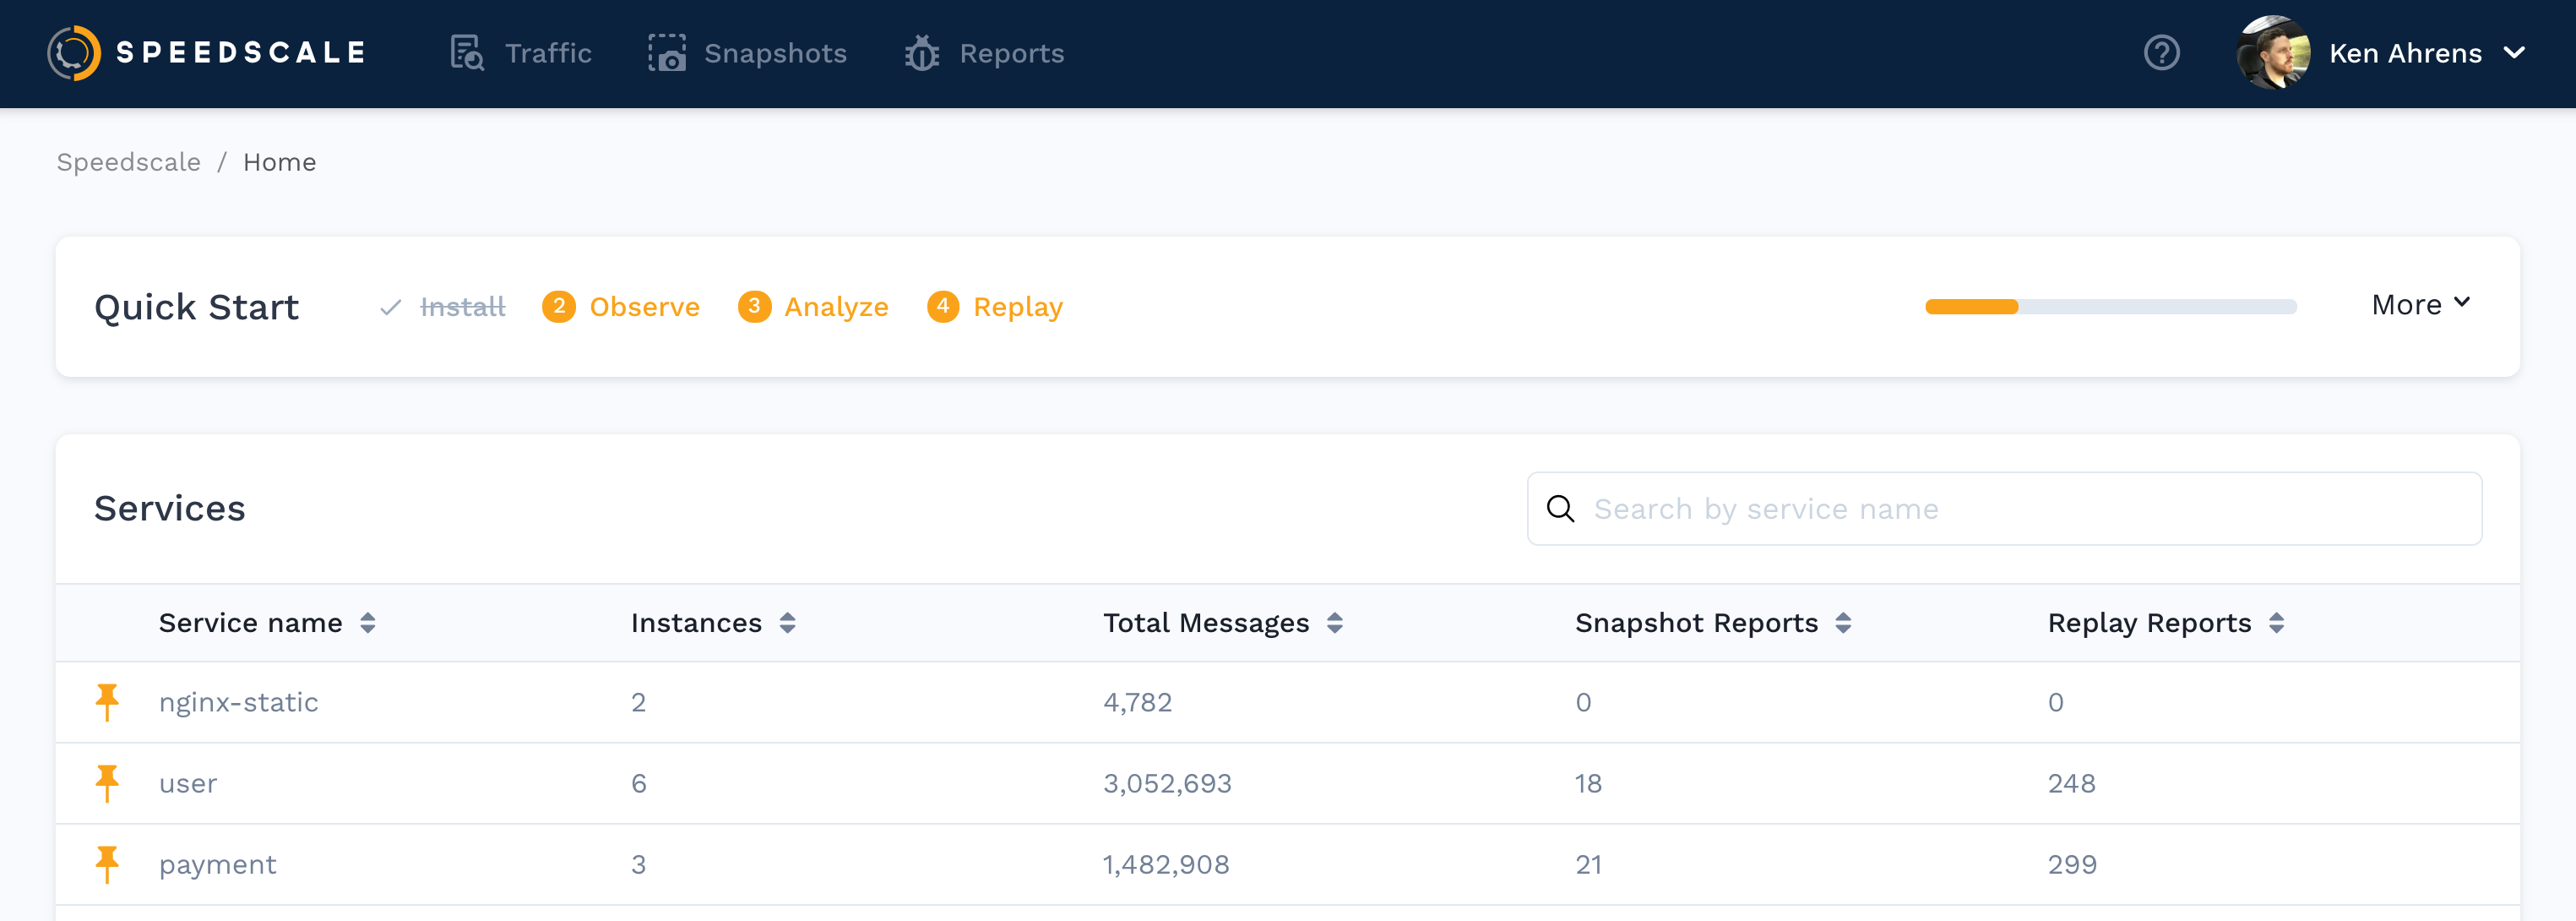 SPEEDSCALE Traffic Snapshots Reports Ken Ahrens
Speedscale / Home
Quick Start Install 2 Observe 3 Analyze 4 Replay More
Services Search by service name
Service name Instances Total Messages Snapshot Reports Replay Reports
nginx-static 2 4,782 0 0
user 6 3,052,693 18 248
payment 3 1,482,908 21 299